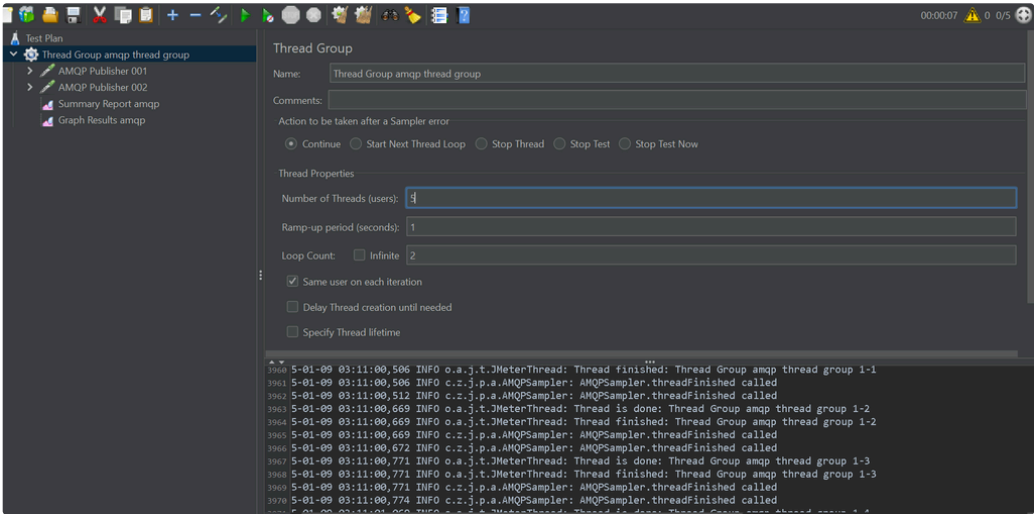 00:00:07 0 0/5
Test Plan
Thread Group amqp thread group
AMQP Publisher 001
AMQP Publisher 002
Summary Report amqp
Graph Results amqp
Thread Group
Name: Thread Group amqp thread group
Comments:
Action to be taken after a Sampler error
Continue Start Next Thread Loop Stop Thread Stop Test Stop Test Now
Thread Properties
Number of Threads (users): 5
Ramp-up period (seconds): 1
Loop Count: Infinite 2
Same user on each iteration
Delay Thread creation until needed
Specify Thread lifetime
3960 5-01-09 03:11:00,506 INFO o.a.j.t.JMeterThread: Thread finished: Thread Group amqp thread group 1-1
3961 5-01-09 03:11:00,506 INFO c.z.j.p.a.AMQPSampler: AMQPSampler.threadFinished called
3962 5-01-09 03:11:00,512 INFO c.z.j.p.a.AMQPSampler: AMQPSampler.threadFinished called
3963 5-01-09 03:11:00,669 INFO o.a.j.t.JMeterThread: Thread is done: Thread Group amqp thread group 1-2
3964 5-01-09 03:11:00,669 INFO o.a.j.t.JMeterThread: Thread finished: Thread Group amqp thread group 1-2
3965 5-01-09 03:11:00,669 INFO c.z.j.p.a.AMQPSampler: AMQPSampler.threadFinished called
3966 5-01-09 03:11:00,672 INFO c.z.j.p.a.AMQPSampler: AMQPSampler.threadFinished called
3967 5-01-09 03:11:00,771 INFO o.a.j.t.JMeterThread: Thread is done: Thread Group amqp thread group 1-3
3968 5-01-09 03:11:00,771 INFO o.a.j.t.JMeterThread: Thread finished: Thread Group amqp thread group 1-3
3969 5-01-09 03:11:00,771 INFO c.z.j.p.a.AMQPSampler: AMQPSampler.threadFinished called
3970 5-01-09 03:11:00,774 INFO c.z.j.p.a.AMQPSampler: AMQPSampler.threadFinished called